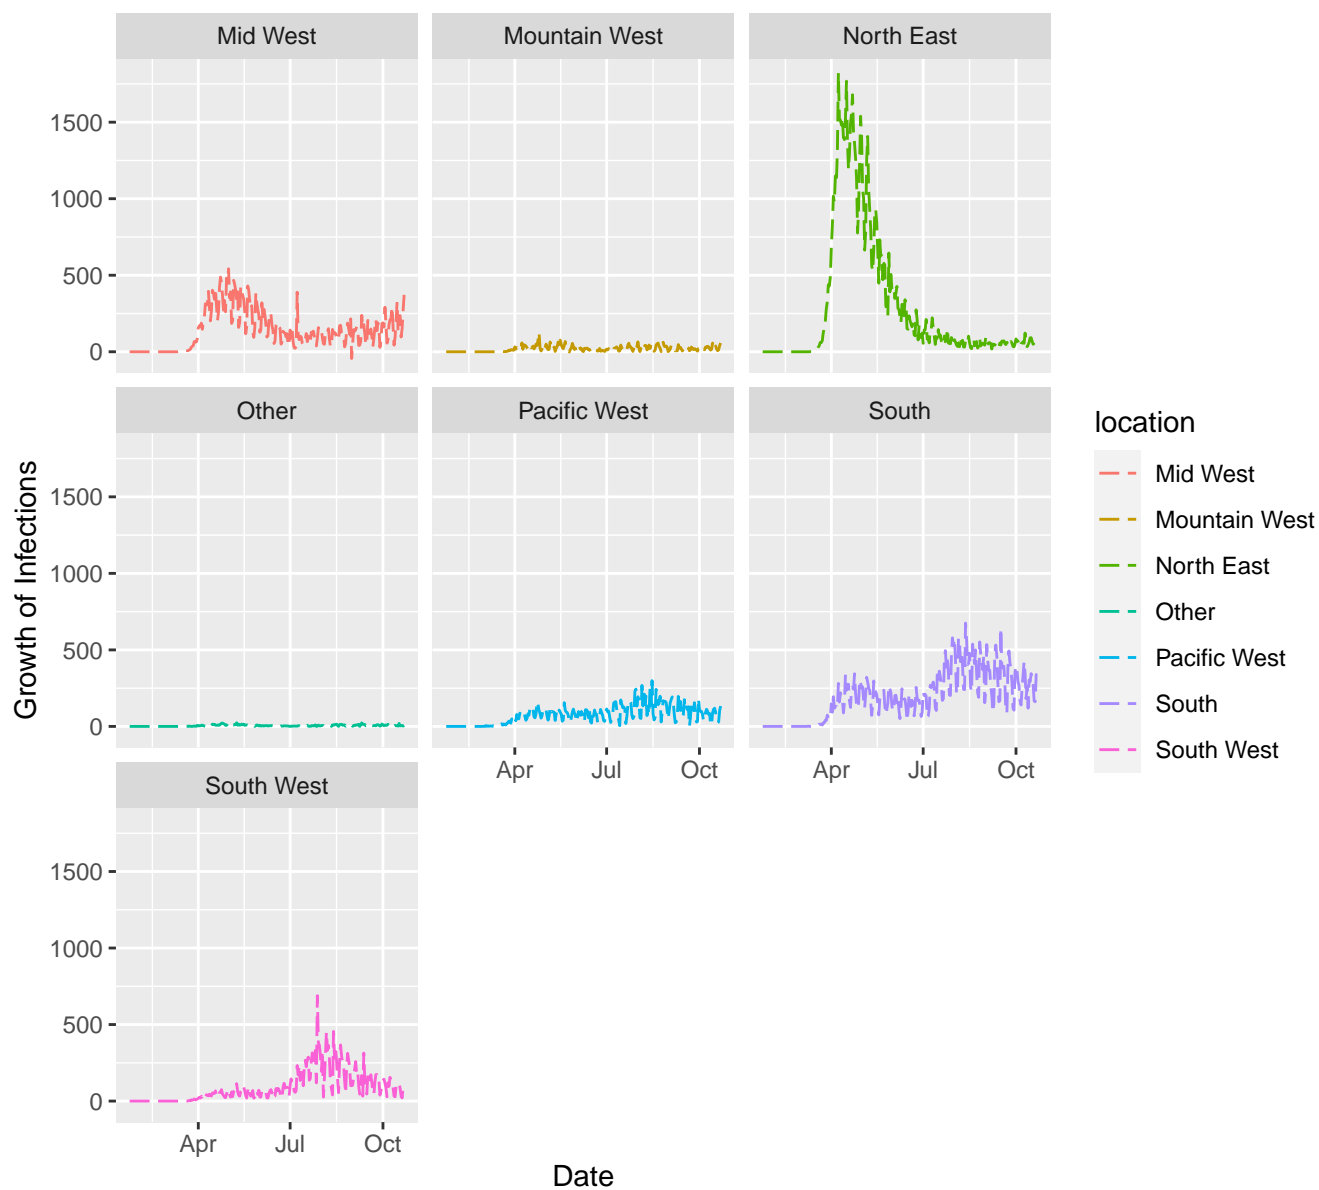 Mid West
Mountain West
North East
1500
1000
500
0
Other
Pacific West
South
1500
1000
500
0
Apr
Jul
Oct
Apr
Jul
Oct
South West
1500
1000
500
0
Apr
Jul
Oct
Date
Growth of Infections
location
Mid West
Mountain West
North East
Other
Pacific West
South
South West